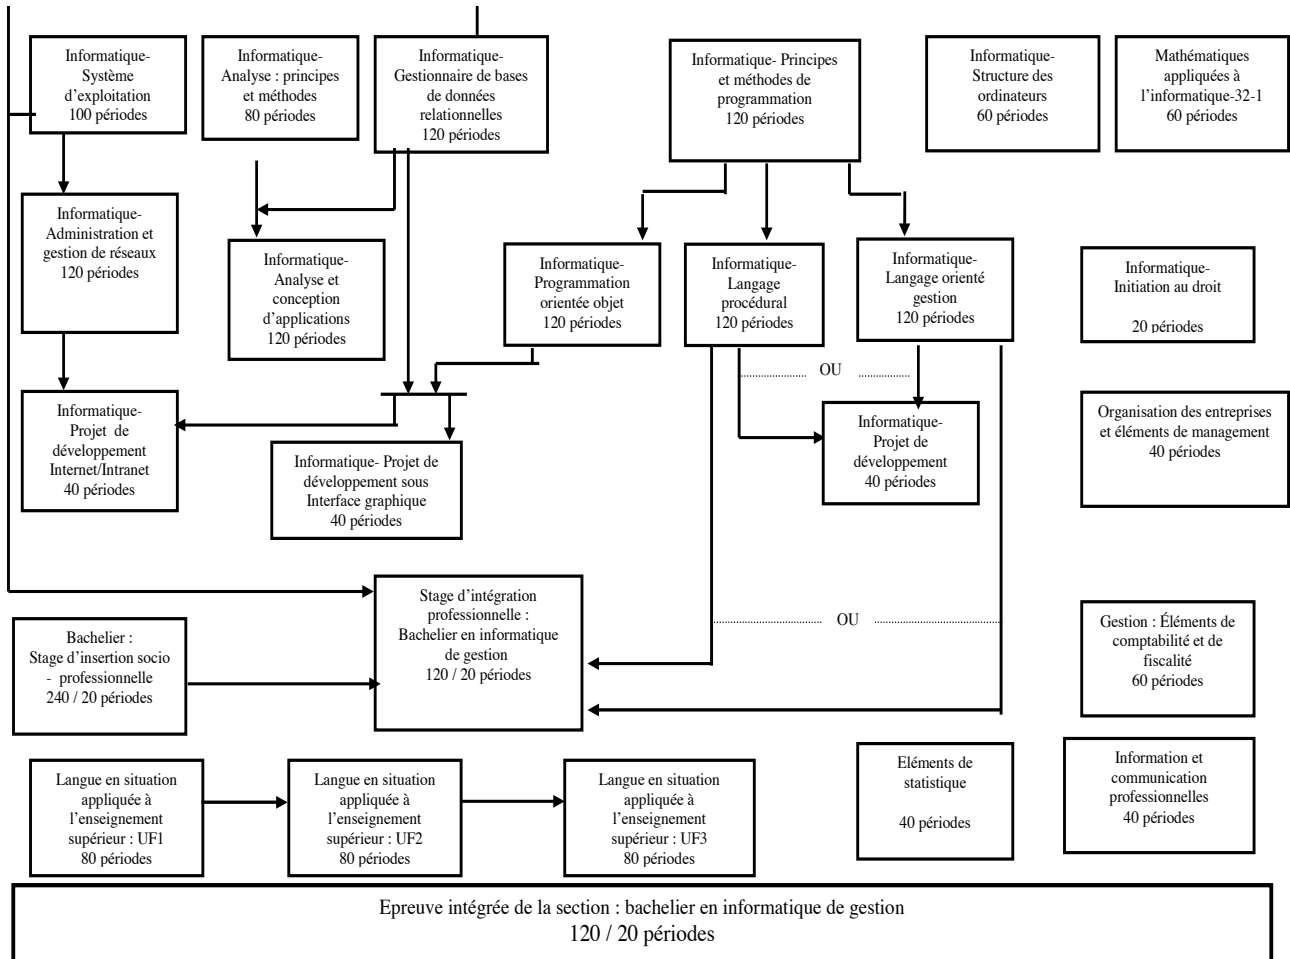 Informatique-
Système
d’exploitation
100 périodes
Informatique-
Analyse : principes
et méthodes
80 périodes
Informatique-
Gestionnaire de bases
de données
relationnelles
120 périodes
Informatique- Principes
et méthodes de
programmation
120 périodes
Informatique-
Structure des
ordinateurs
60 périodes
Mathématiques
appliquées à
l’informatique-32-1
60 périodes
Informatique-
Administration et
gestion de réseaux
120 périodes
Informatique-
Analyse et
conception
d’applications
120 périodes
Informatique-
Programmation
orientée objet
120 périodes
Informatique-
Langage
procédural
120 périodes
Informatique-
Langage orienté
gestion
120 périodes
Informatique-
Initiation au droit
20 périodes
OU
Informatique-
Projet de
développement
Internet/Intranet
40 périodes
Informatique- Projet de
développement sous
Interface graphique
40 périodes
Informatique-
Projet de
développement
40 périodes
Organisation des entreprises
et éléments de management
40 périodes
Stage d’intégration
professionnelle :
Bachelier en informatique
de gestion
120 / 20 périodes
OU
Bachelier :
Stage d’insertion socio
- professionnelle
240 / 20 périodes
Gestion : Éléments de
comptabilité et de
fiscalité
60 périodes
Langue en situation
appliquée à
l’enseignement
supérieur : UF1
80 périodes
Langue en situation
appliquée à
l’enseignement
supérieur : UF2
80 périodes
Langue en situation
appliquée à
l’enseignement
supérieur : UF3
80 périodes
Eléments de
statistique
40 périodes
Information et
communication
professionnelles
40 périodes
Epreuve intégrée de la section : bachelier en informatique de gestion
120 / 20 périodes